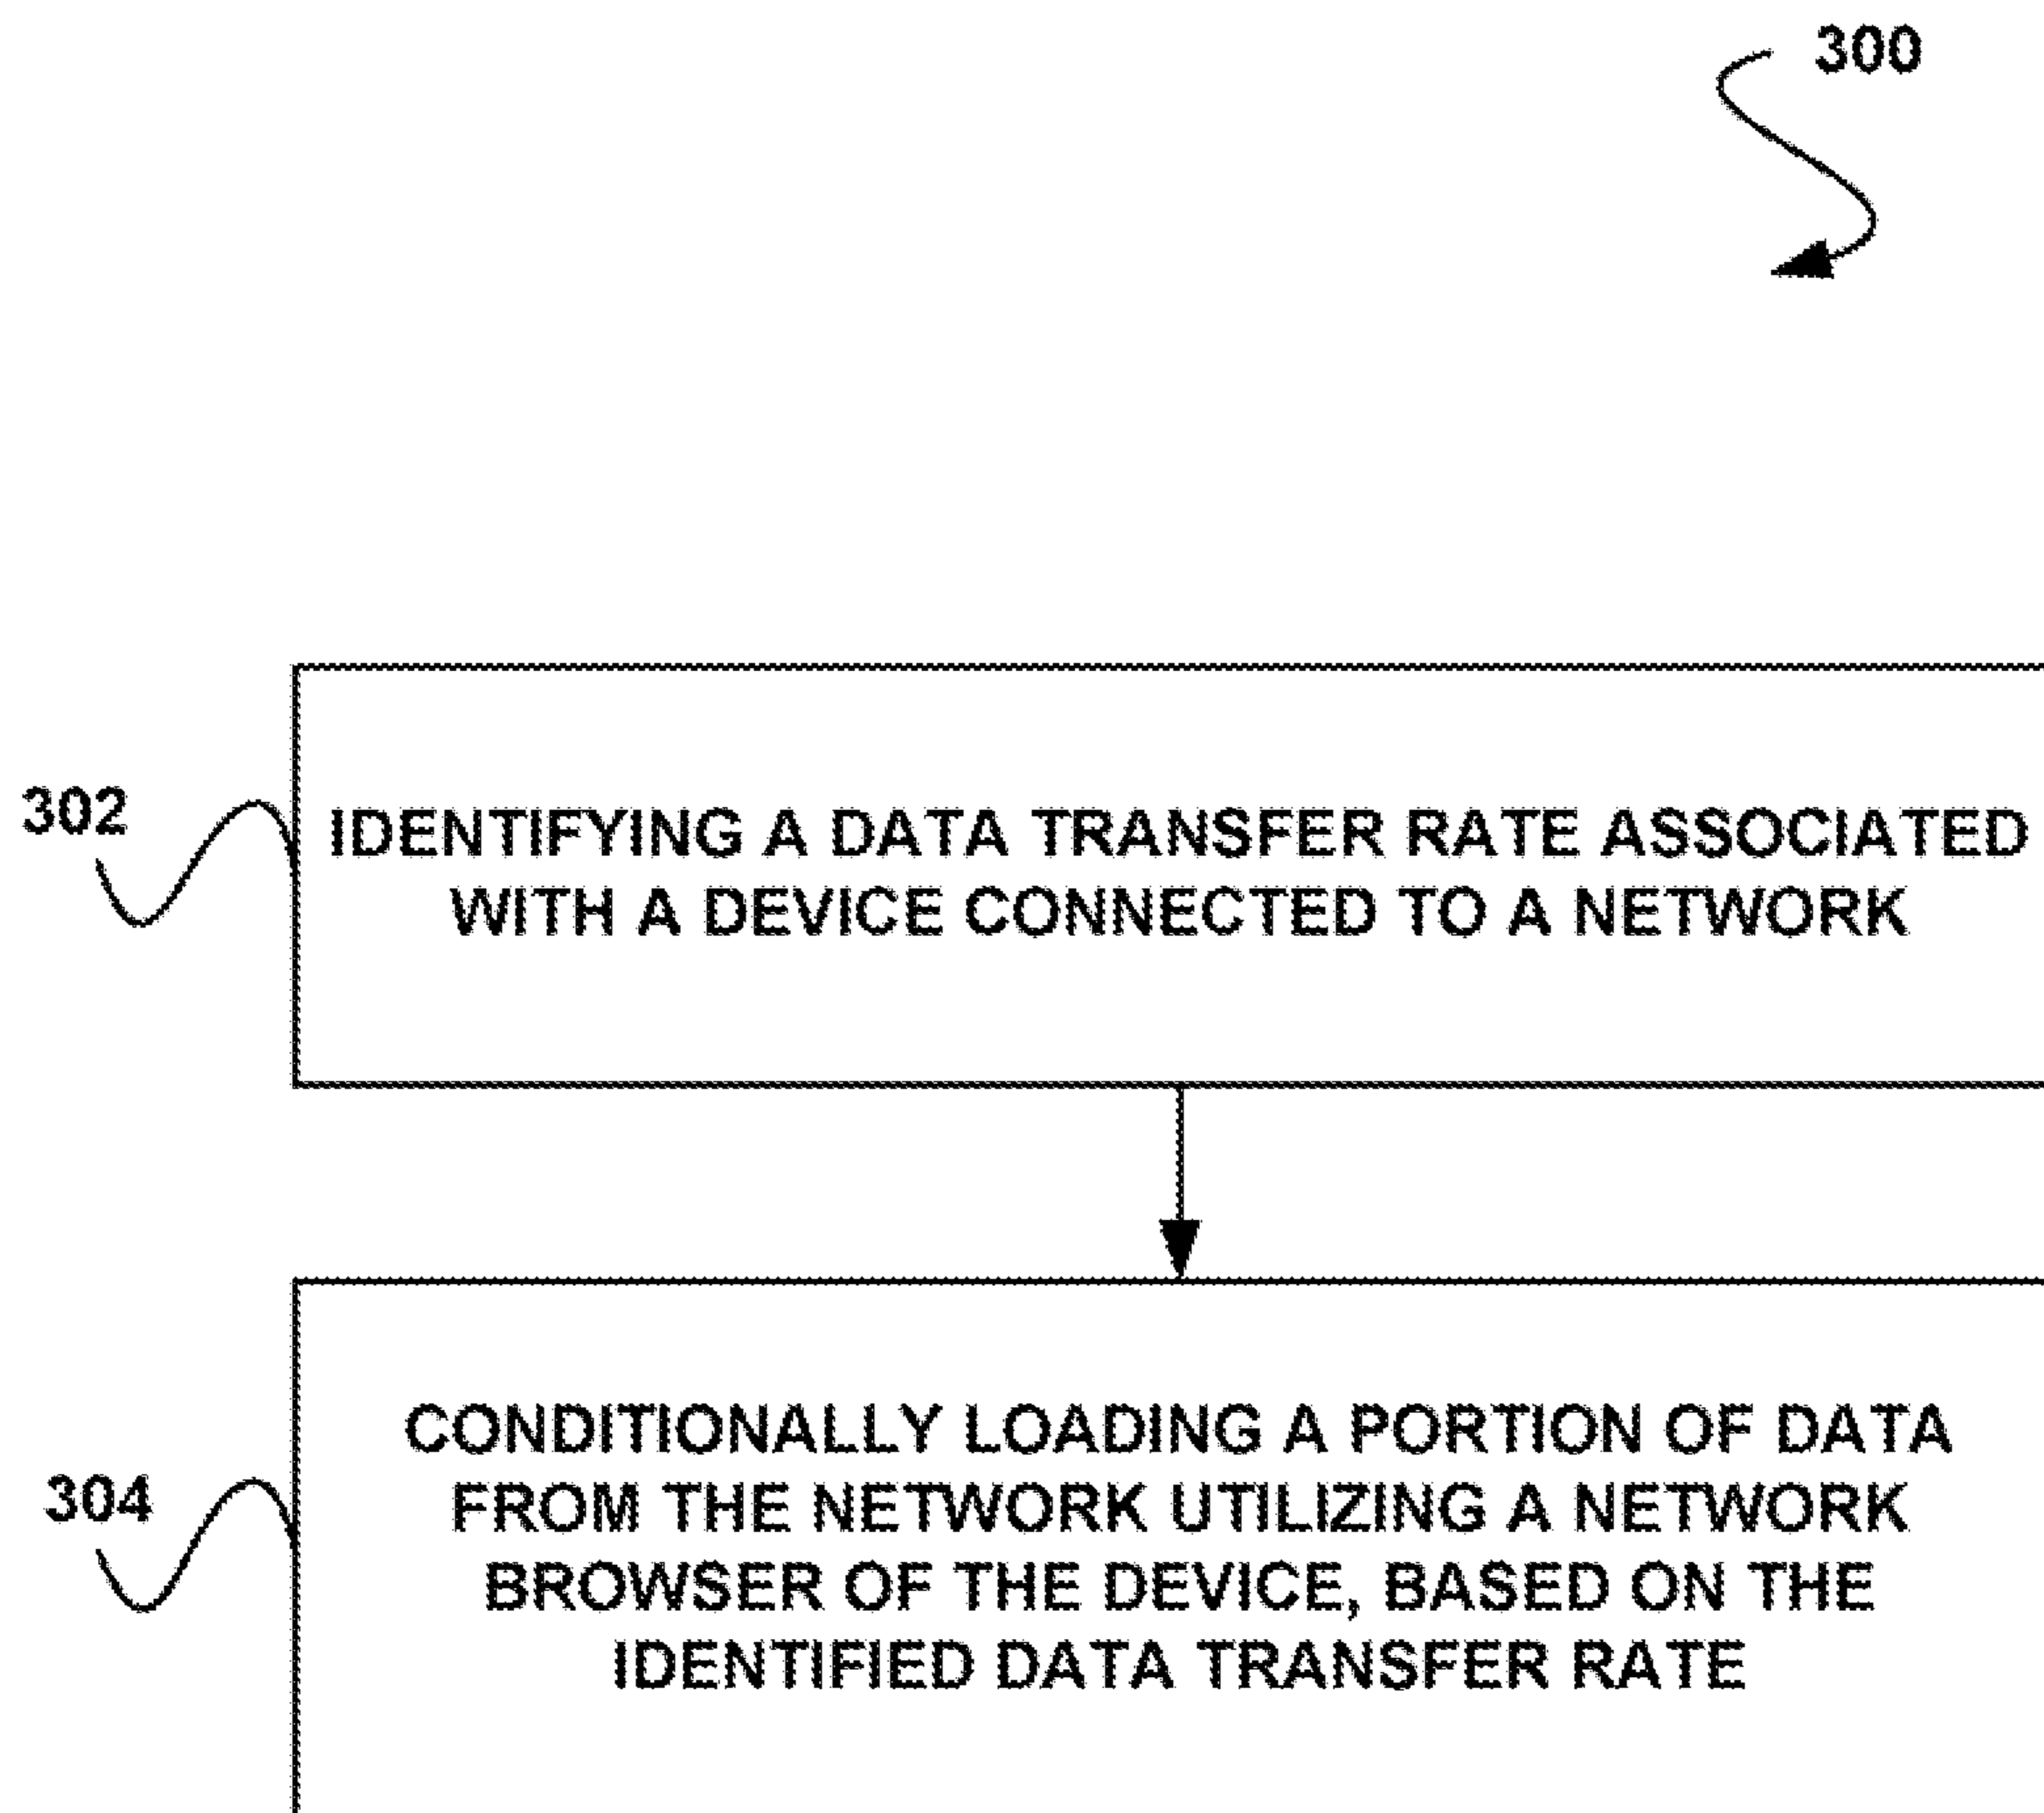 300
302
IDENTIFYING A DATA TRANSFER RATE ASSOCIATED
WITH A DEVICE CONNECTED TO A NETWORK
304
CONDITIONALLY LOADING A PORTION OF DATA
FROM THE NETWORK UTILIZING A NETWORK
BROWSER OF THE DEVICE, BASED ON THE
IDENTIFIED DATA TRANSFER RATE